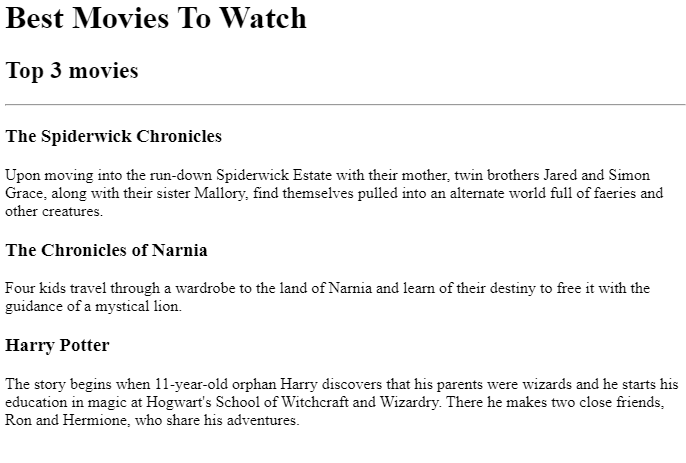 Best Movies To Watch
Top 3 movies
The Spiderwick Chronicles
Upon moving into the run-down Spiderwick Estate with their mother, twin brothers Jared and Simon
Grace, along with their sister Mallory, find themselves pulled into an alternate world full of faeries and
other creatures.
The Chronicles of Narnia
Four kids travel through a wardrobe to the land of Narnia and learn of their destiny to free it with the
guidance of a mystical lion.
Harry Potter
The story begins when 11-year-old orphan Harry discovers that his parents were wizards and he starts his
education in magic at Hogwart's School of Witchcraft and Wizardry. There he makes two close friends,
Ron and Hermione, who share his adventures.